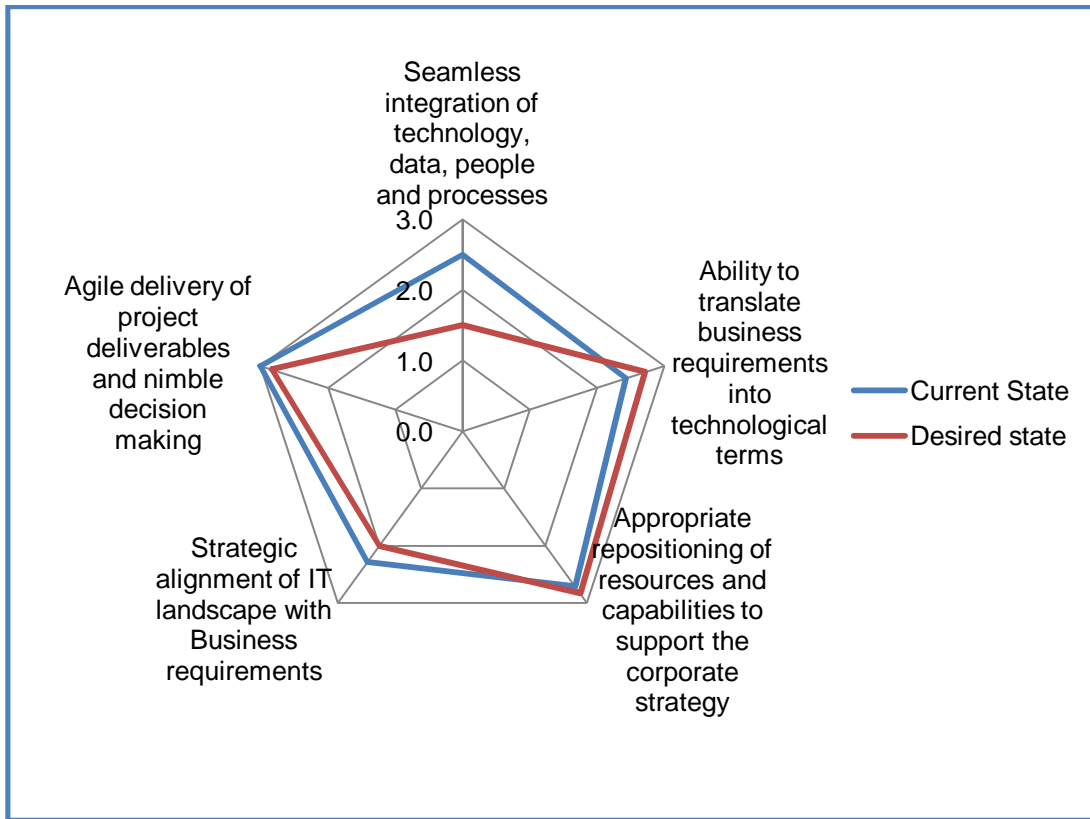 Seamless
integration of
technology,
data, people
and processes
3.0
2.0
1.0
0.0
Ability to
translate
business
requirements
into
technological
terms
Appropriate
repositioning of
resources and
capabilities to
support the
corporate
strategy
Strategic
alignment of IT
landscape with
Business
requirements
Agile delivery of
project
deliverables
and nimble
decision
making
Current State
Desired state